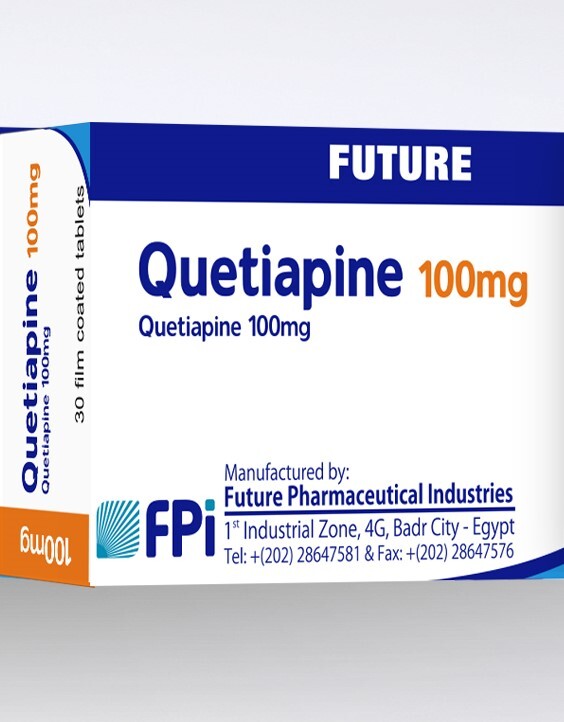 FUTURE
Quetiapine 100mg
Quetiapine 100mg
Manufactured by:
Future Pharmaceutical Industries
1st Industrial Zone, 4G, Badr City - Egypt
Tel: +(202) 28647581 & Fax: +(202) 28647576
FPi
Quetiapine 100mg
Quetiapine 100mg
30 film coated tablets
100mg